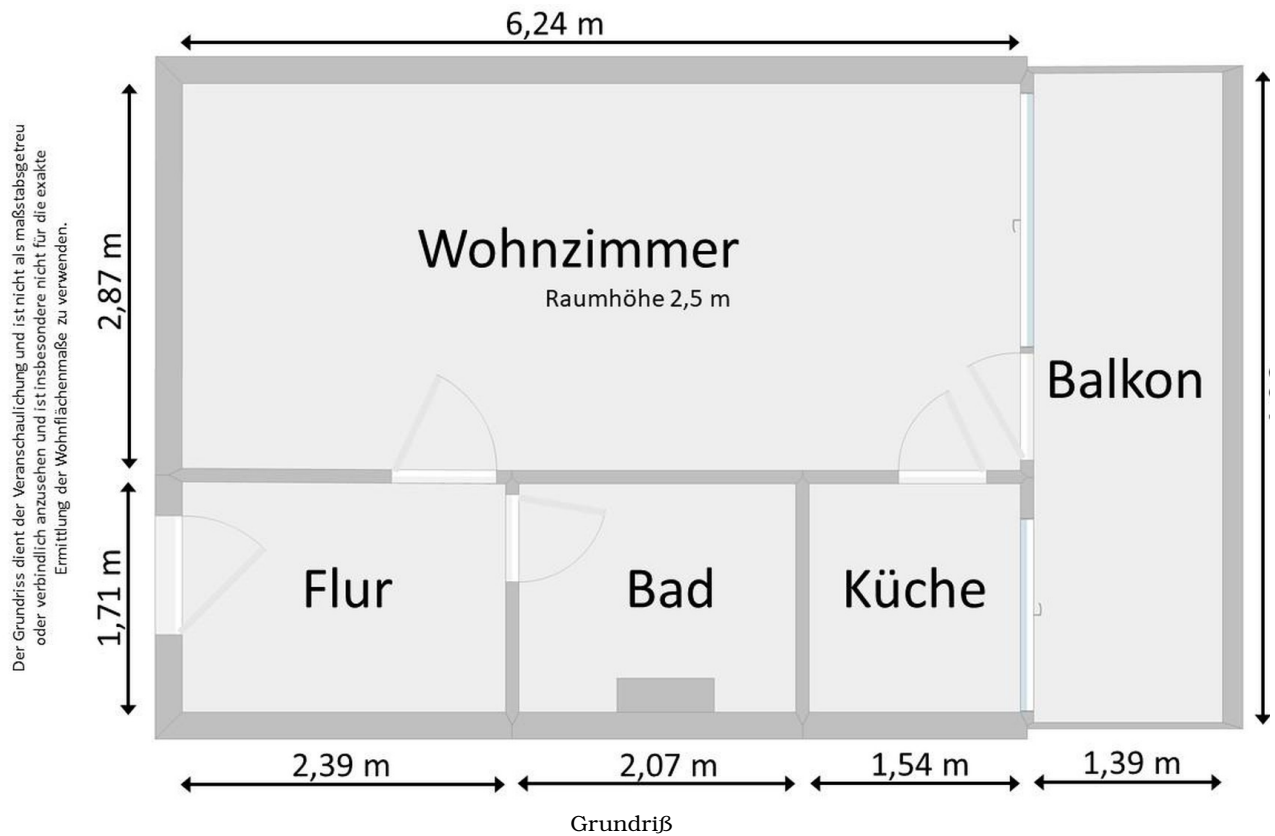 6,24 m
Der Grundriss dient der Veranschaulichung und ist nicht als maßstabsgetreu
oder verbindlich anzusehen und ist insbesondere nicht für die exakte
Ermittlung der Wohnflächenmaße zu verwenden.
2,87 m
Wohnzimmer
Raumhöhe 2,5 m
Balkon
1,71 m
Flur
Bad
Küche
2,39 m
2,07 m
1,54 m
1,39 m
Grundriß